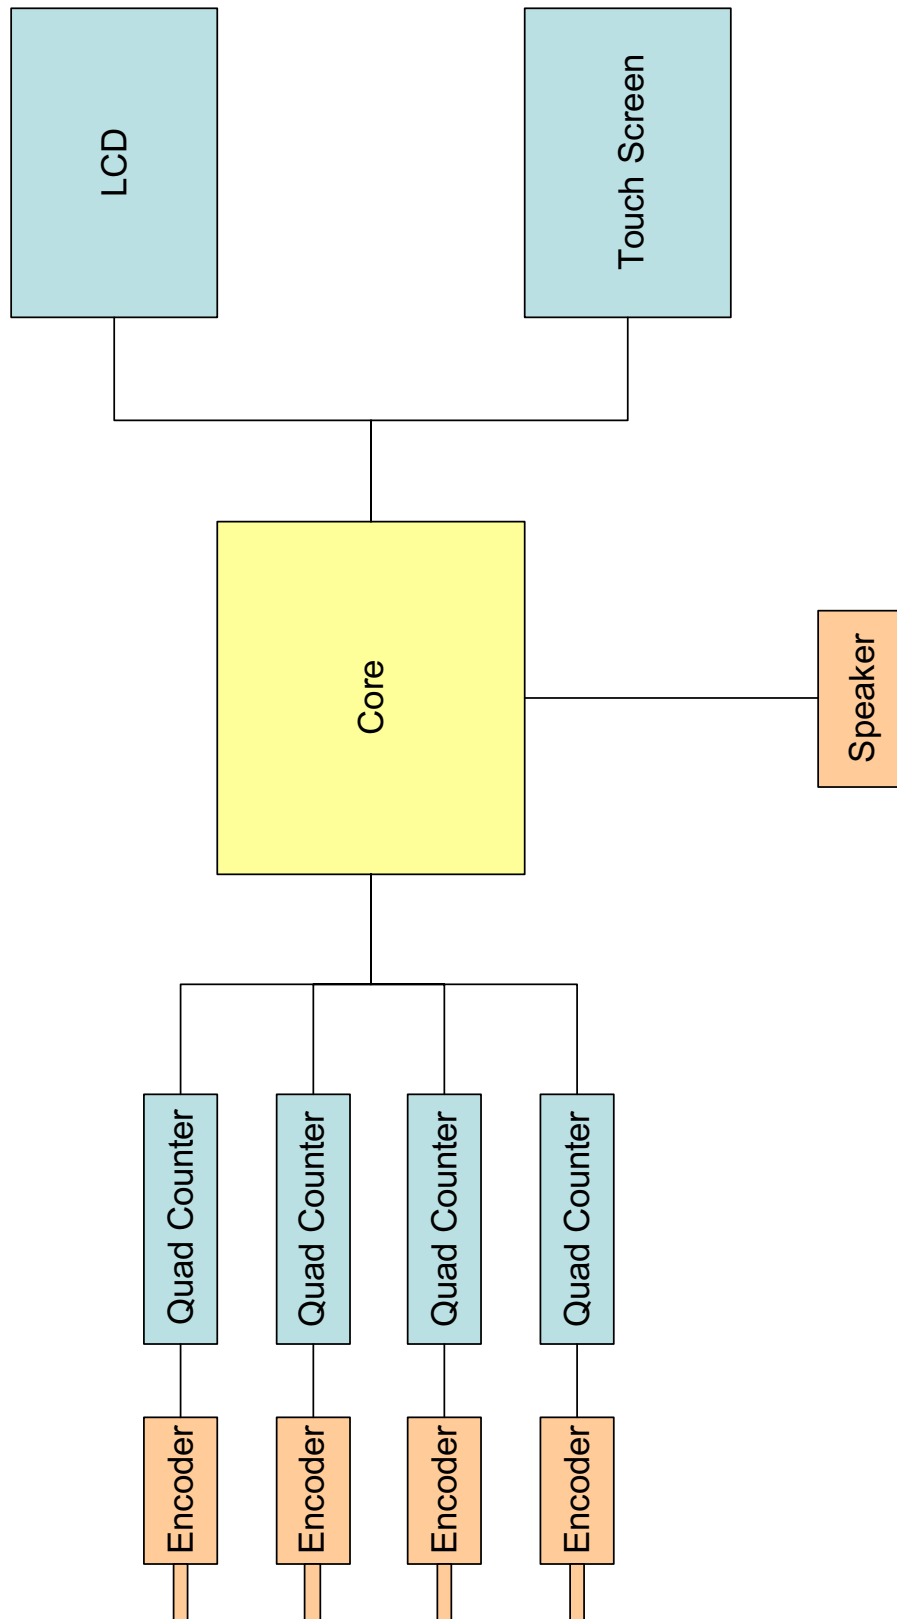 LCD
Touch Screen
Core
Speaker
Quad Counter
Quad Counter
Quad Counter
Quad Counter
Encoder
Encoder
Encoder
Encoder